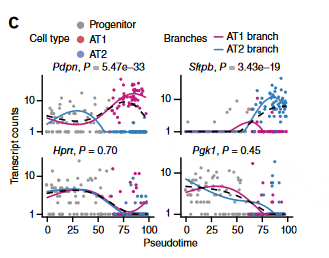 C
Progenitor
Cell type AT1
AT2
Branches AT1 branch
AT2 branch
Pdpn, P = 5.47e–33
Sftpb, P = 3.43e–19
Transcript counts
10
1
10
1
Hpn, P = 0.70
Pgk1, P = 0.45
10
1
10
1
0 25 50 75 100
0 25 50 75 100
Pseudotime